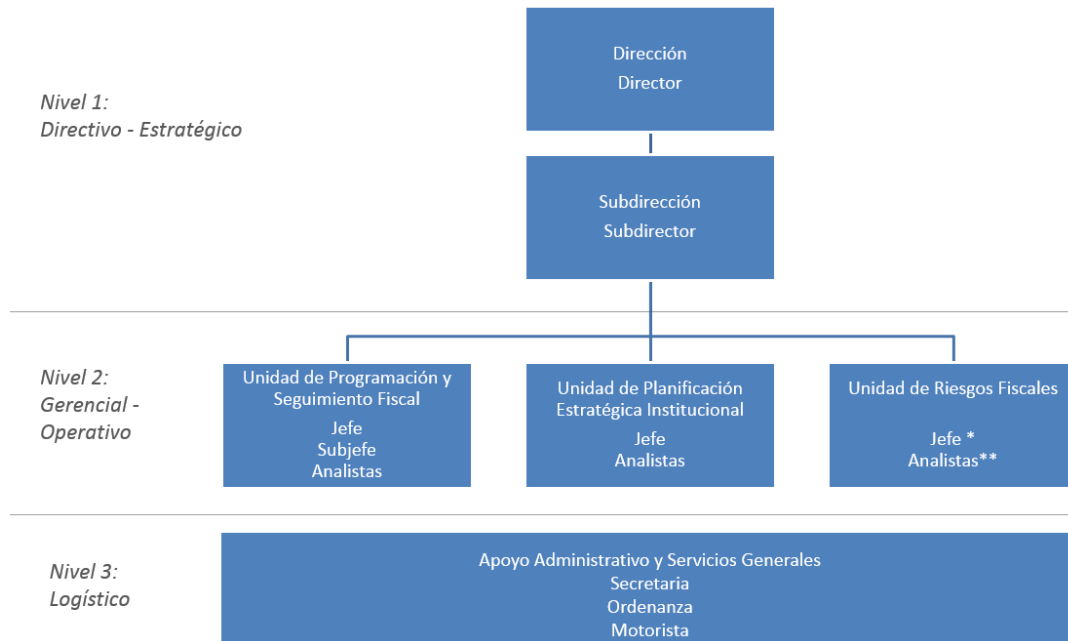 Dirección
Director
Nivel 1:
Directivo - Estratégico
Subdirección
Subdirector
Nivel 2:
Gerencial -
Operativo
Unidad de Programación y
Seguimiento Fiscal
Jefe
Subjefe
Analistas
Unidad de Planificación
Estratégica Institucional
Jefe
Analistas
Unidad de Riesgos Fiscales
Jefe *
Analistas**
Nivel 3:
Logístico
Apoyo Administrativo y Servicios Generales
Secretaria
Ordenanza
Motorista